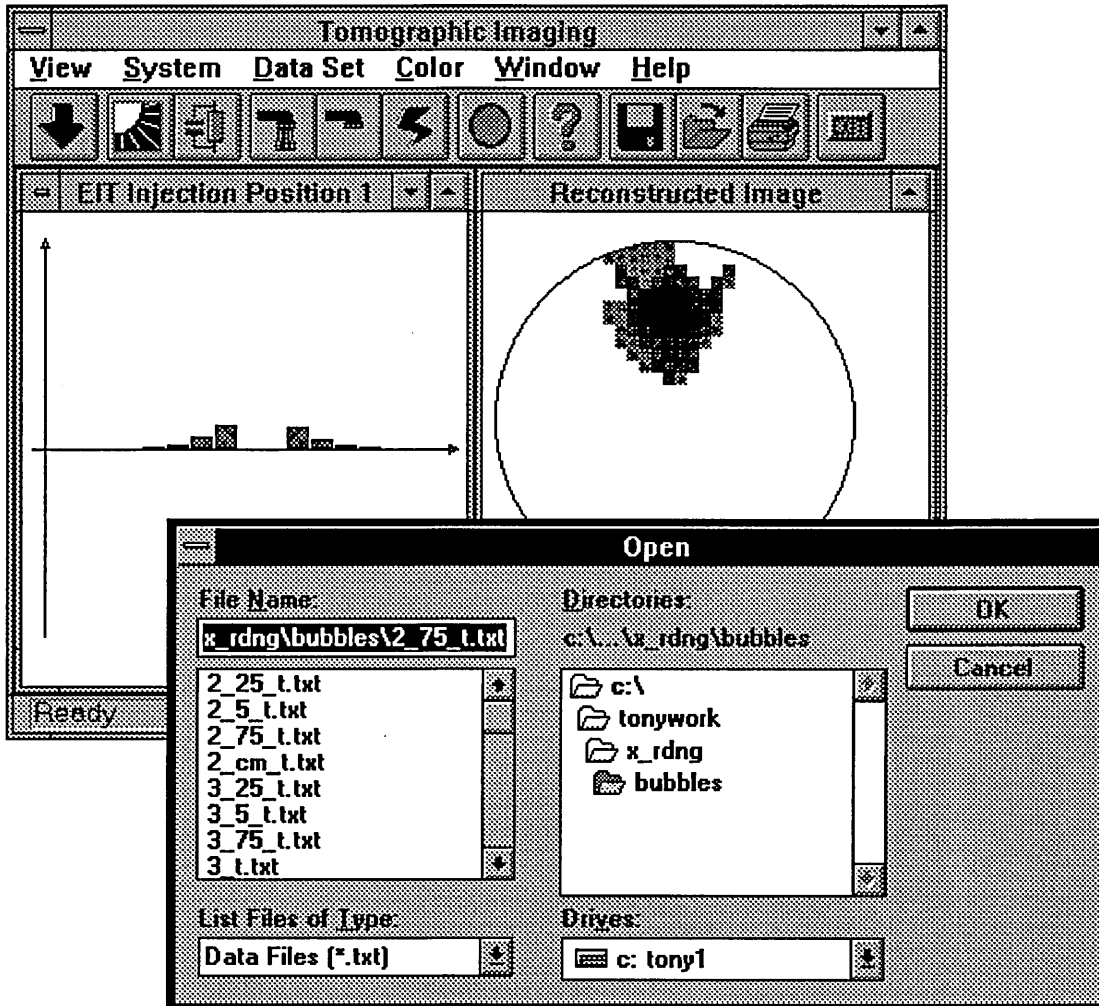 Tomographic Imaging
View System Data Set Color Window Help
EXIT
EIT Injection Position 1
Reconstructed Image
Ready
Open
File Name:
x_rdng\bubbles\2_75_t.txt
2_25_t.txt
2_5_t.txt
2_75_t.txt
2_cm_t.txt
3_25_t.txt
3_5_t.txt
3_75_t.txt
3_t.txt
List Files of Type:
Data Files (*.txt)
Directories:
c:\...\x_rdng\bubbles
c:\
tonywork
x_rdng
bubbles
Drives:
c: tony1
OK
Cancel